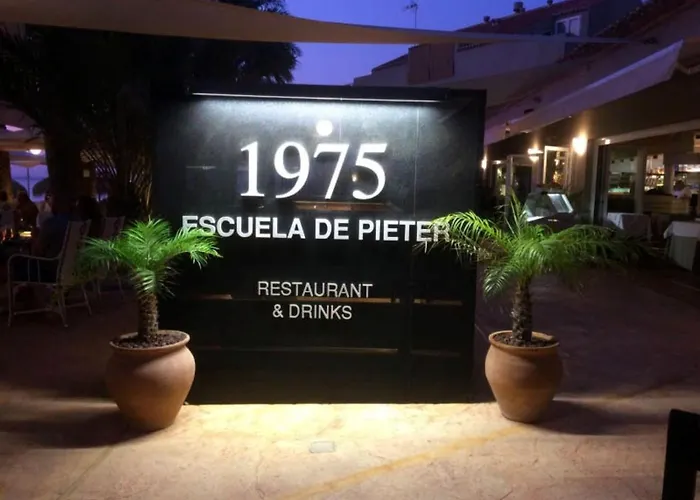 1975
ESCUELA DE PIETER
RESTAURANT
& DRINKS